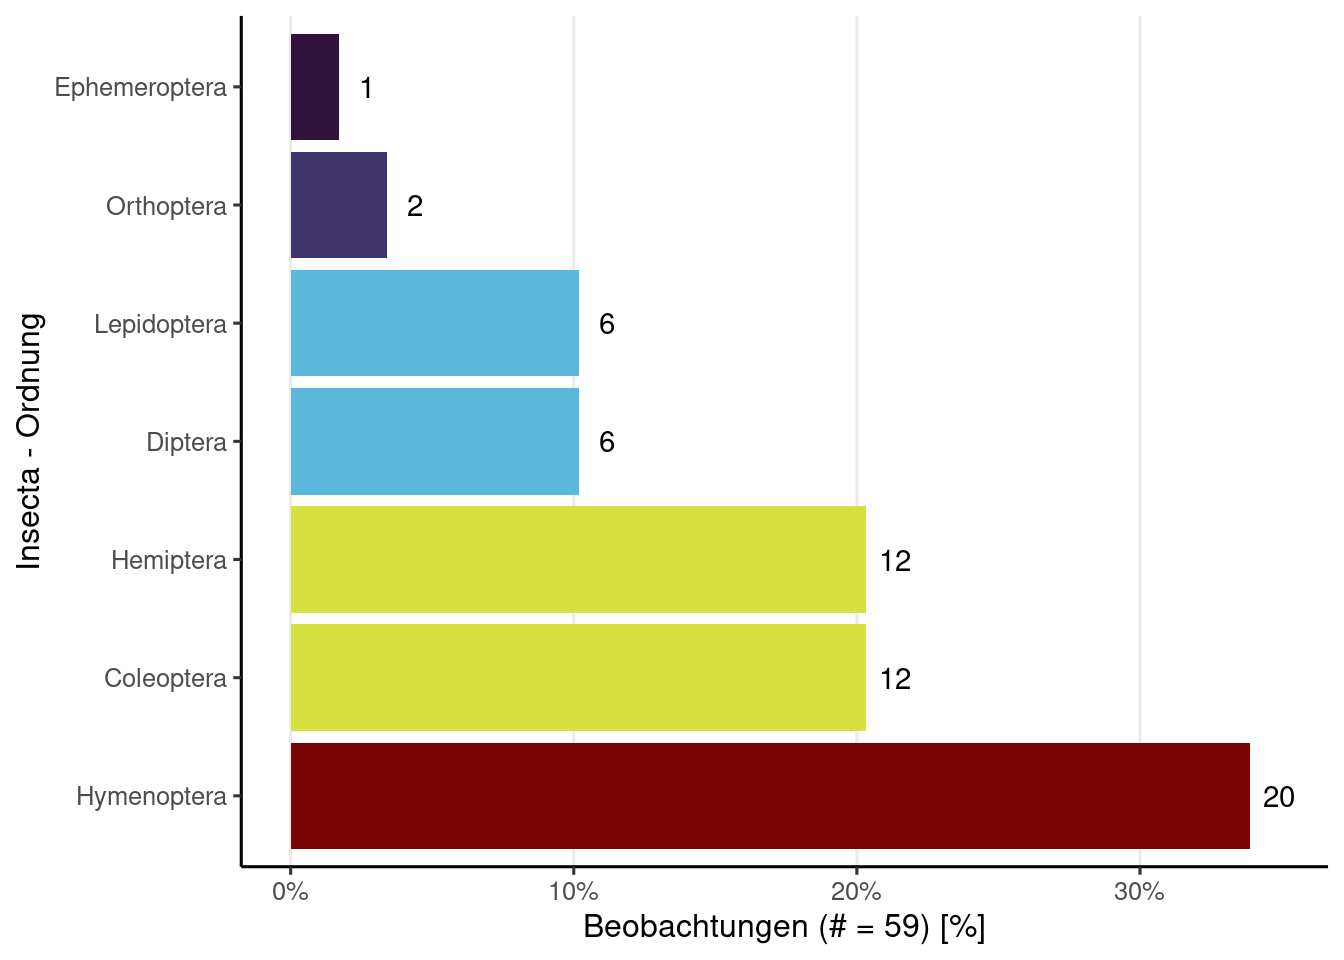 Insecta - Ordnung
Ephemeroptera 1
Orthoptera 2
Lepidoptera 6
Diptera 6
Hemiptera 12
Coleoptera 12
Hymenoptera 20
0% 10% 20% 30%
Beobachtungen (# = 59) [%]